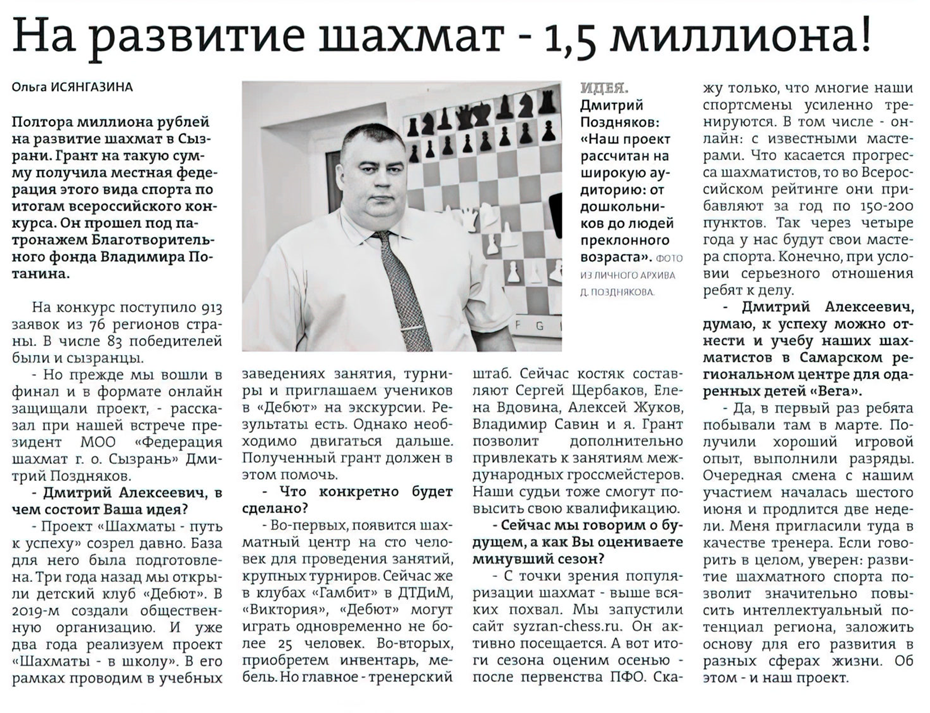 На развитие шахмат - 1,5 миллиона!
Ольга ИСЯНГАЗИНА
Полтора миллиона рублей
на развитие шахмат в Сыз-
рани. Грант на такую сум-
му получила местная феде-
рация этого вида спорта по
итогам всероссийского кон-
курса. Он прошел под па-
тронажем Благотворитель-
ного фонда Владимира По-
танина.
На конкурс поступило 913
заявок из 76 регионов стра-
ны. В числе 83 победителей
были и сызранцы.
- Но прежде мы вошли в
финал и в формате онлайн
защищали проект, - расска-
зал при нашей встрече пре-
зидент МОО «Федерация
шахмат г. о. Сызрань» Дми-
трий Поздняков.
- Дмитрий Алексеевич, в
чем состоит Ваша идея?
- Проект «Шахматы - путь
к успеху» созрел давно. База
для него была подготовле-
на. Три года назад мы откры-
ли детский клуб «Дебют». В
2019-м создали обществен-
ную организацию. И уже
два года реализуем проект
«Шахматы - в школу». В его
рамках проводим в учебных
заведениях занятия, турни-
ры и приглашаем учеников
в «Дебют» на экскурсии. Ре-
зультаты есть. Однако необ-
ходимо двигаться дальше.
Полученный грант должен в
этом помочь.
- Что конкретно будет
сделано?
- Во-первых, появится шах-
матный центр на сто чело-
век для проведения занятий,
крупных турниров. Сейчас же
в клубах «Гамбит» в ДТДиМ,
«Виктория», «Дебют» могут
играть одновременно не бо-
лее 25 человек. Во-вторых,
приобретем инвентарь, ме-
бель. Но главное - тренерский
F G
ИДЕЯ.
Дмитрий
Поздняков:
«Наш проект
рассчитан на
широкую ау-
диторию: от
дошкольни-
ков до людей
преклонного
возраста». ФОТО
ИЗ ЛИЧНОГО АРХИВА
Д. ПОЗДНЯКОВА.
штаб. Сейчас костяк состав-
ляют Сергей Щербаков, Еле-
на Вдовина, Алексей Жуков,
Владимир Савин и я. Грант
позволит дополнительно
привлекать к занятиям меж-
дународных гроссмейстеров.
Наши судьи тоже смогут по-
высить свою квалификацию.
- Сейчас мы говорим о бу-
дущем, а как Вы оцениваете
минувший сезон?
- С точки зрения популя-
ризации шахмат - выше вся-
ких похвал. Мы запустили
сайт syzran-chess.ru. Он ак-
тивно посещается. А вот ито-
ги сезона оценим осенью -
после первенства ПФО. Ска-
жу только, что многие наши
спортсмены усиленно тре-
нируются. В том числе - он-
лайн: с известными масте-
рами. Что касается прогрес-
са шахматистов, то во Всерос-
сийском рейтинге они при-
бавляют за год по 150-200
пунктов. Так через четыре
года у нас будут свои масте-
ра спорта. Конечно, при усло-
вии серьезного отношения
ребят к делу.
- Дмитрий Алексеевич,
думаю, к успеху можно от-
нести и учебу наших шах-
матистов в Самарском ре-
гиональном центре для ода-
ренных детей «Вега».
- Да, в первый раз ребята
побывали там в марте. По-
лучили хороший игровой
опыт, выполнили разряды.
Очередная смена с нашим
участием началась шестого
июня и продлится две неде-
ли. Меня пригласили туда в
качестве тренера. Если гово-
рить в целом, уверен: разви-
тие шахматного спорта по-
зволит значительно повы-
сить интеллектуальный по-
тенциал региона, заложить
основу для его развития в
разных сферах жизни. Об
этом - и наш проект.